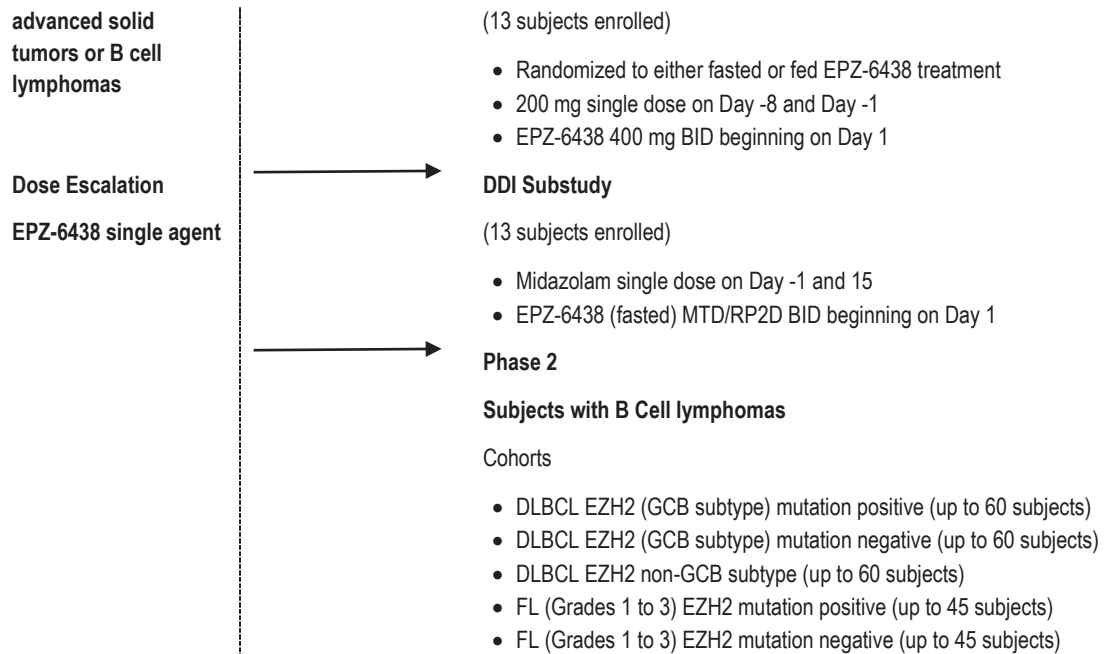 advanced solid
tumors or B cell
lymphomas
Dose Escalation
EPZ-6438 single agent
(13 subjects enrolled)
• Randomized to either fasted or fed EPZ-6438 treatment
• 200 mg single dose on Day -8 and Day -1
• EPZ-6438 400 mg BID beginning on Day 1
DDI Substudy
(13 subjects enrolled)
• Midazolam single dose on Day -1 and 15
• EPZ-6438 (fasted) MTD/RP2D BID beginning on Day 1
Phase 2
Subjects with B Cell lymphomas
Cohorts
• DLBCL EZH2 (GCB subtype) mutation positive (up to 60 subjects)
• DLBCL EZH2 (GCB subtype) mutation negative (up to 60 subjects)
• DLBCL EZH2 non-GCB subtype (up to 60 subjects)
• FL (Grades 1 to 3) EZH2 mutation positive (up to 45 subjects)
• FL (Grades 1 to 3) EZH2 mutation negative (up to 45 subjects)